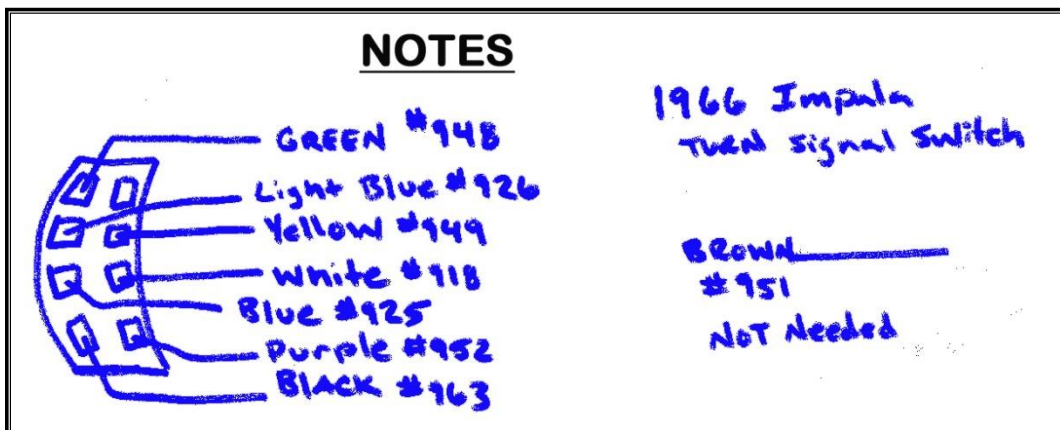 NOTES
1966 Impala
TURN Signal Switch
GREEN #948
Light Blue #926
Yellow #949
White #918
Blue #925
Purple #952
BLACK #963
BROWN
#951
NOT Needed